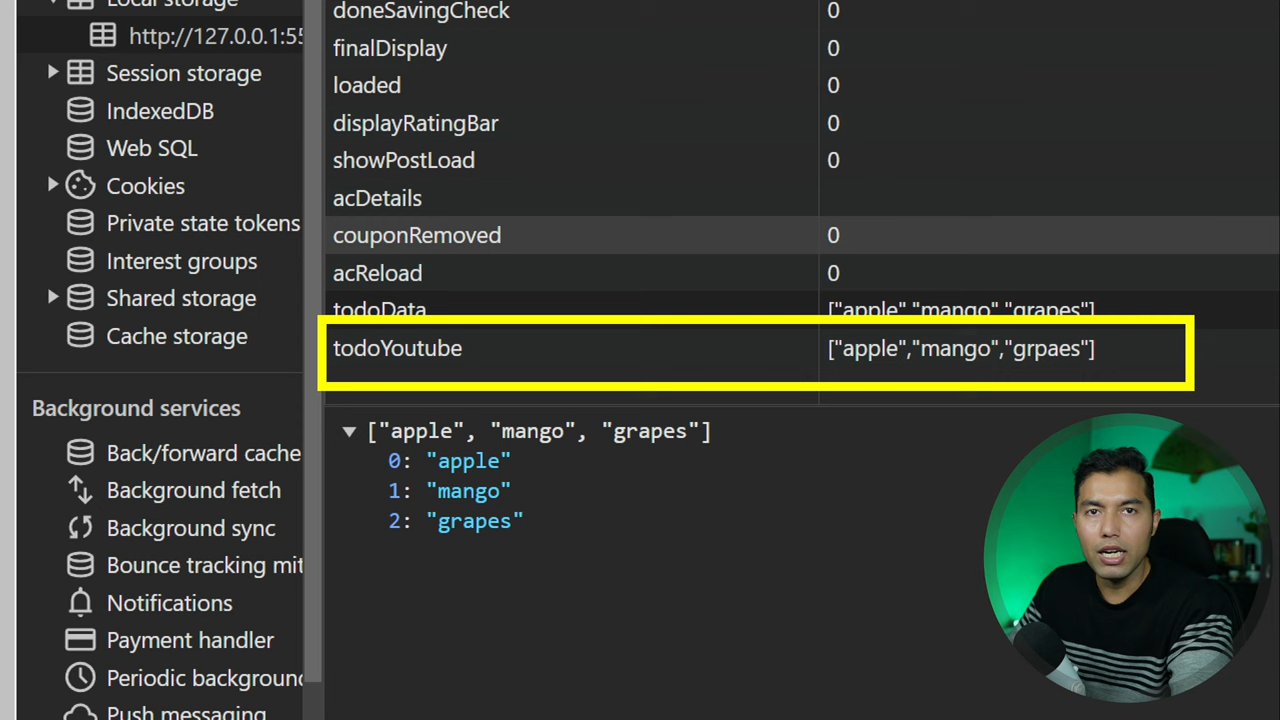 Local storage
http://127.0.0.1:55
Session storage
IndexedDB
Web SQL
Cookies
Private state tokens
Interest groups
Shared storage
Cache storage
Background services
Back/forward cache
Background fetch
Background sync
Bounce tracking mit
Notifications
Payment handler
Periodic background
Push messaging
doneSavingCheck 0
finalDisplay 0
loaded 0
displayRatingBar 0
showPostLoad 0
acDetails
couponRemoved 0
acReload 0
todoData ["apple","mango","grapes"]
todoYoutube ["apple","mango","grpaes"]
["apple", "mango", "grapes"]
0: "apple"
1: "mango"
2: "grapes"